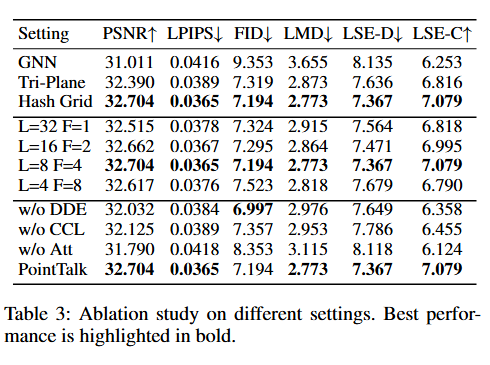 Setting PSNR↑ LPIPS↓ FID↓ LMD↓ LSE-D↓ LSE-C↑
GNN 31.011 0.0416 9.353 3.655 8.135 6.253
Tri-Plane 32.390 0.0389 7.319 2.873 7.636 6.816
Hash Grid 32.704 0.0365 7.194 2.773 7.367 7.079
L=32 F=1 32.515 0.0378 7.324 2.915 7.564 6.818
L=16 F=2 32.662 0.0367 7.295 2.864 7.471 6.995
L=8 F=4 32.704 0.0365 7.194 2.773 7.367 7.079
L=4 F=8 32.617 0.0376 7.523 2.818 7.679 6.790
w/o DDE 32.032 0.0384 6.997 2.976 7.649 6.358
w/o CCL 32.125 0.0389 7.357 2.953 7.786 6.455
w/o Att 31.790 0.0418 8.353 3.115 8.118 6.124
PointTalk 32.704 0.0365 7.194 2.773 7.367 7.079
Table 3: Ablation study on different settings. Best perfor-
mance is highlighted in bold.